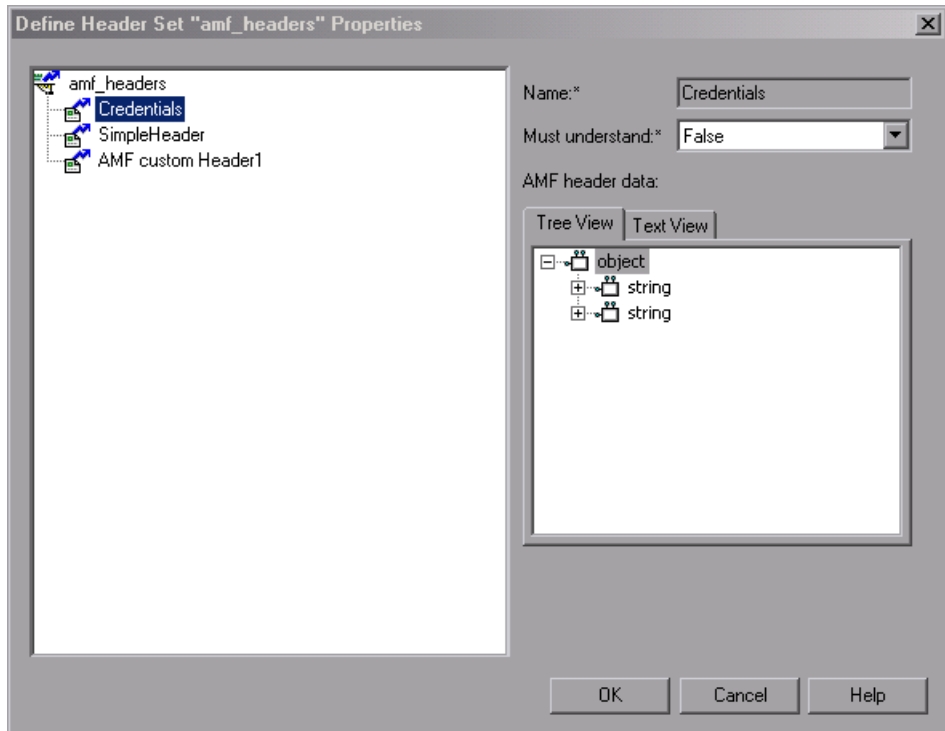 Define Header Set "amf_headers" Properties
amf_headers
Credentials
SimpleHeader
AMF custom Header1
Name:*
Credentials
Must understand:*
False
AMF header data:
Tree View
Text View
object
string
string
OK
Cancel
Help